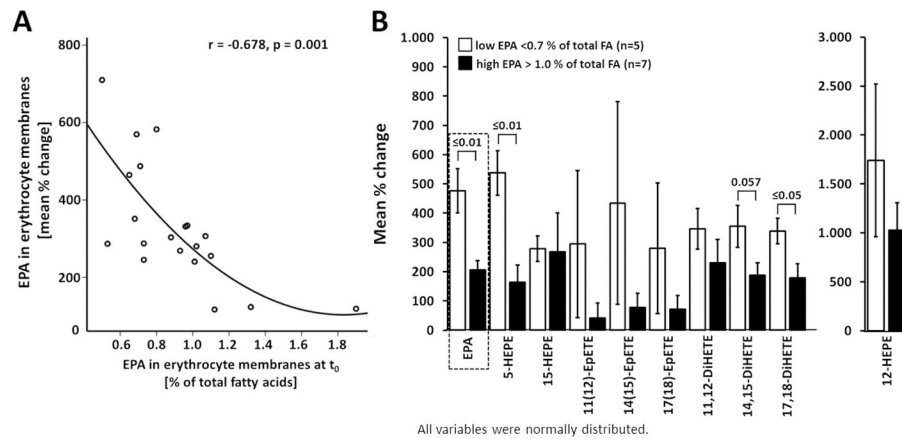 A
r = -0.678, p = 0.001
EPA in erythrocyte membranes
[mean % change]
800
600
400
200
0
0.6
0.8
1.0
1.2
1.4
1.6
1.8
EPA in erythrocyte membranes at t0
[% of total fatty acids]
B
low EPA <0.7 % of total FA (n=5)
high EPA > 1.0 % of total FA (n=7)
Mean % change
1.000
900
800
700
600
500
400
300
200
100
0
≤0.01
≤0.01
0.057
≤0.05
EPA
5-HEPE
15-HEPE
11(12)-EpETE
14(15)-EpETE
17(18)-EpETE
11,12-DiHETE
14,15-DiHETE
17,18-DiHETE
3.000
2.500
2.000
1.500
1.000
500
0
12-HEPE
All variables were normally distributed.